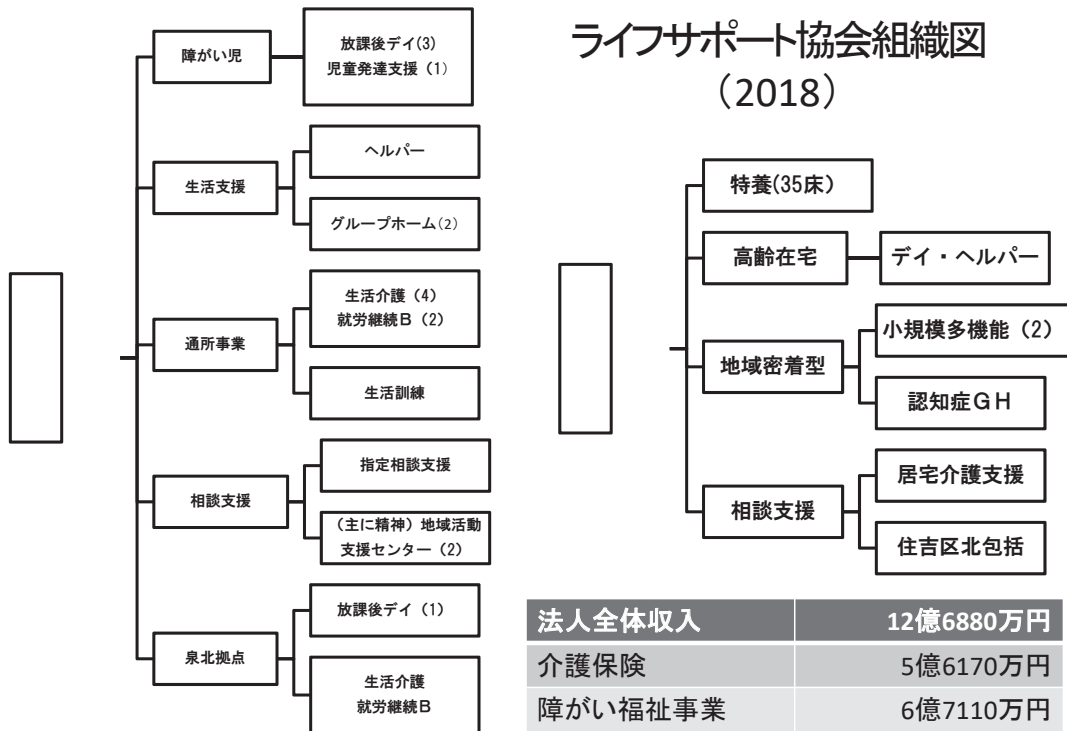 ライフサポート協会組織図
（2018）
障がい児
放課後デイ(3)
児童発達支援（1）
生活支援
ヘルパー
グループホーム(2)
通所事業
生活介護（4）
就労継続Ｂ（2）
生活訓練
相談支援
指定相談支援
（主に精神）地域活動
支援センター（2）
泉北拠点
放課後デイ（1）
生活介護
就労継続Ｂ
特養(35床）
高齢在宅
デイ・ヘルパー
地域密着型
小規模多機能（2）
認知症ＧＨ
相談支援
居宅介護支援
住吉区北包括
法人全体収入 12億6880万円
介護保険 5億6170万円
障がい福祉事業 6億7110万円